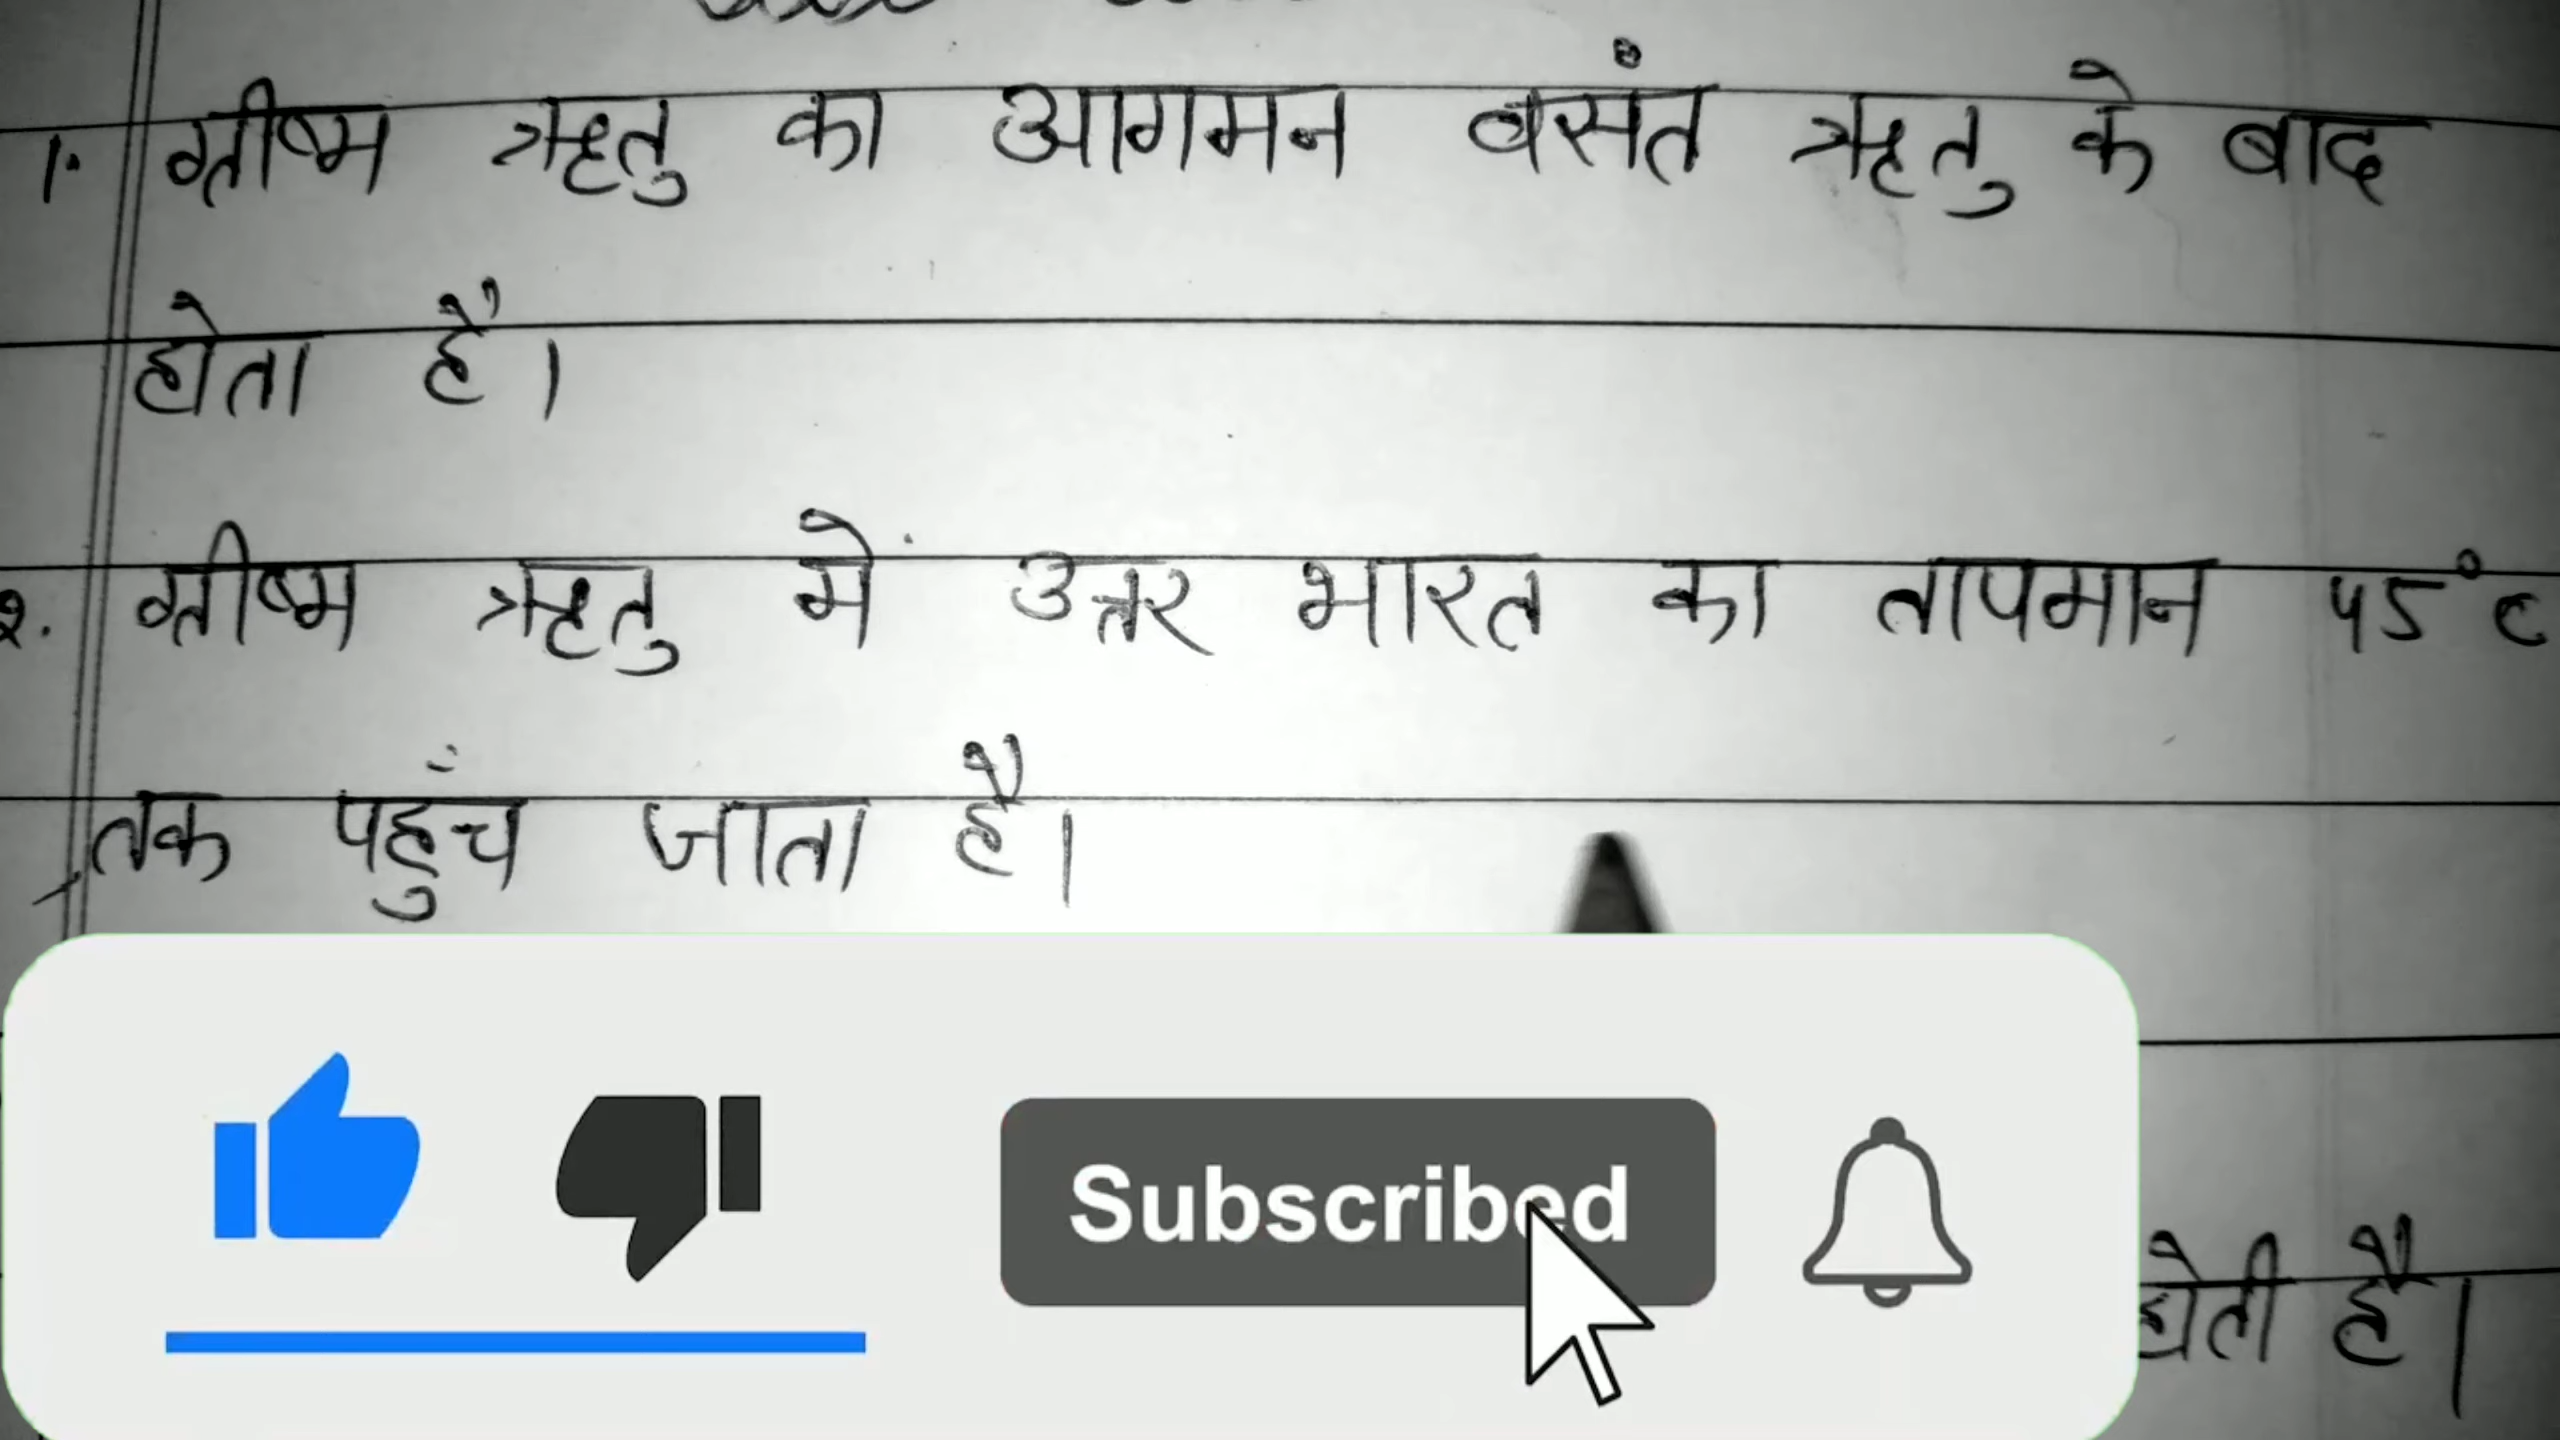 1. ग्रीष्म ऋतु का आगमन बसंत ऋतु के बाद
होता है।
2. ग्रीष्म ऋतु में उत्तर भारत का तापमान 45°C
तक पहुँच जाता है।
Subscribed
होती है।